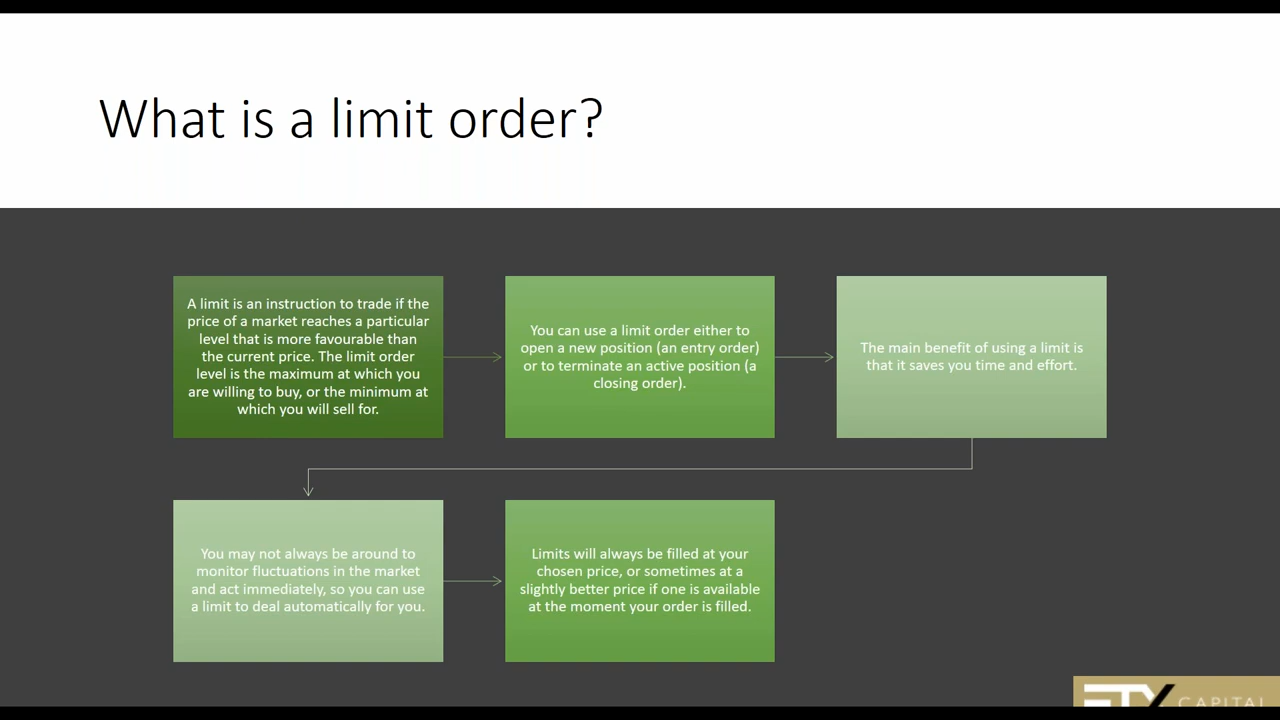 What is a limit order?
A limit is an instruction to trade if the
price of a market reaches a particular
level that is more favourable than
the current price. The limit order
level is the maximum at which you
are willing to buy, or the minimum at
which you will sell for.
You can use a limit order either to
open a new position (an entry order)
or to terminate an active position (a
closing order).
The main benefit of using a limit is
that it saves you time and effort.
You may not always be around to
monitor fluctuations in the market
and act immediately, so you can use
a limit to deal automatically for you.
Limits will always be filled at your
chosen price, or sometimes at a
slightly better price if one is available
at the moment your order is filled.
ETX CAPITAL